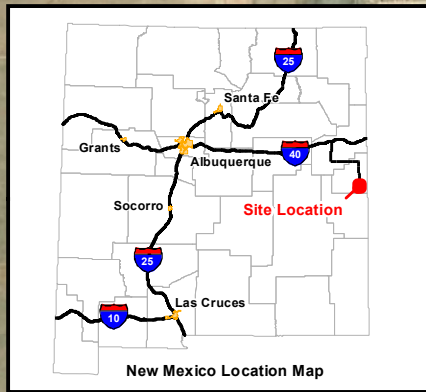 25
Santa Fe
Grants
Albuquerque
40
Site Location
Socorro
25
Las Cruces
10
New Mexico Location Map